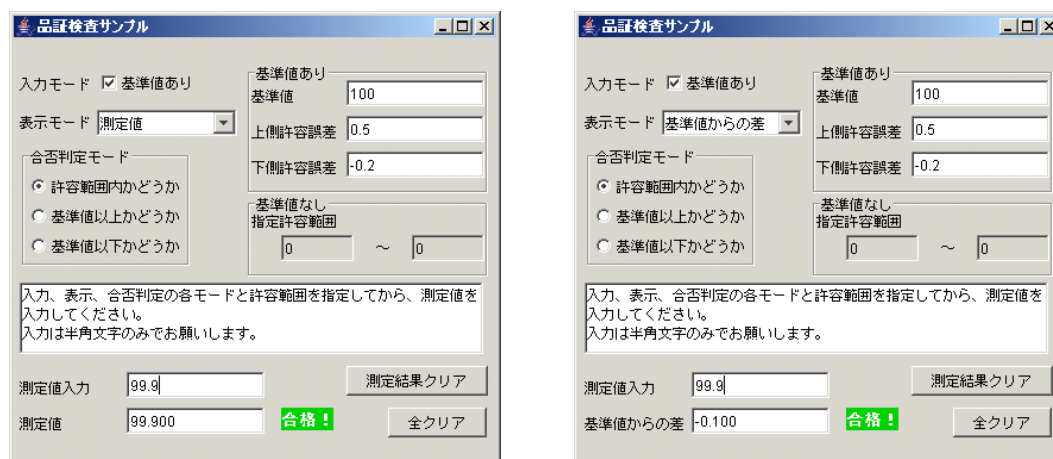 品証検査サンプル
入力モード 基準値あり
表示モード 測定値
合否判定モード
許容範囲内かどうか
基準値以上かどうか
基準値以下かどうか
基準値あり
基準値 100
上側許容誤差 0.5
下側許容誤差 -0.2
基準値なし
指定許容範囲
0 ～ 0
入力、表示、合否判定の各モードと許容範囲を指定してから、測定値を
入力してください。
入力は半角文字のみでお願いします。
測定値入力 99.9 測定結果クリア
測定値 99.900 合格！ 全クリア
品証検査サンプル
入力モード 基準値あり
表示モード 基準値からの差
合否判定モード
許容範囲内かどうか
基準値以上かどうか
基準値以下かどうか
基準値あり
基準値 100
上側許容誤差 0.5
下側許容誤差 -0.2
基準値なし
指定許容範囲
0 ～ 0
入力、表示、合否判定の各モードと許容範囲を指定してから、測定値を
入力してください。
入力は半角文字のみでお願いします。
測定値入力 99.9 測定結果クリア
基準値からの差 -0.100 合格！ 全クリア